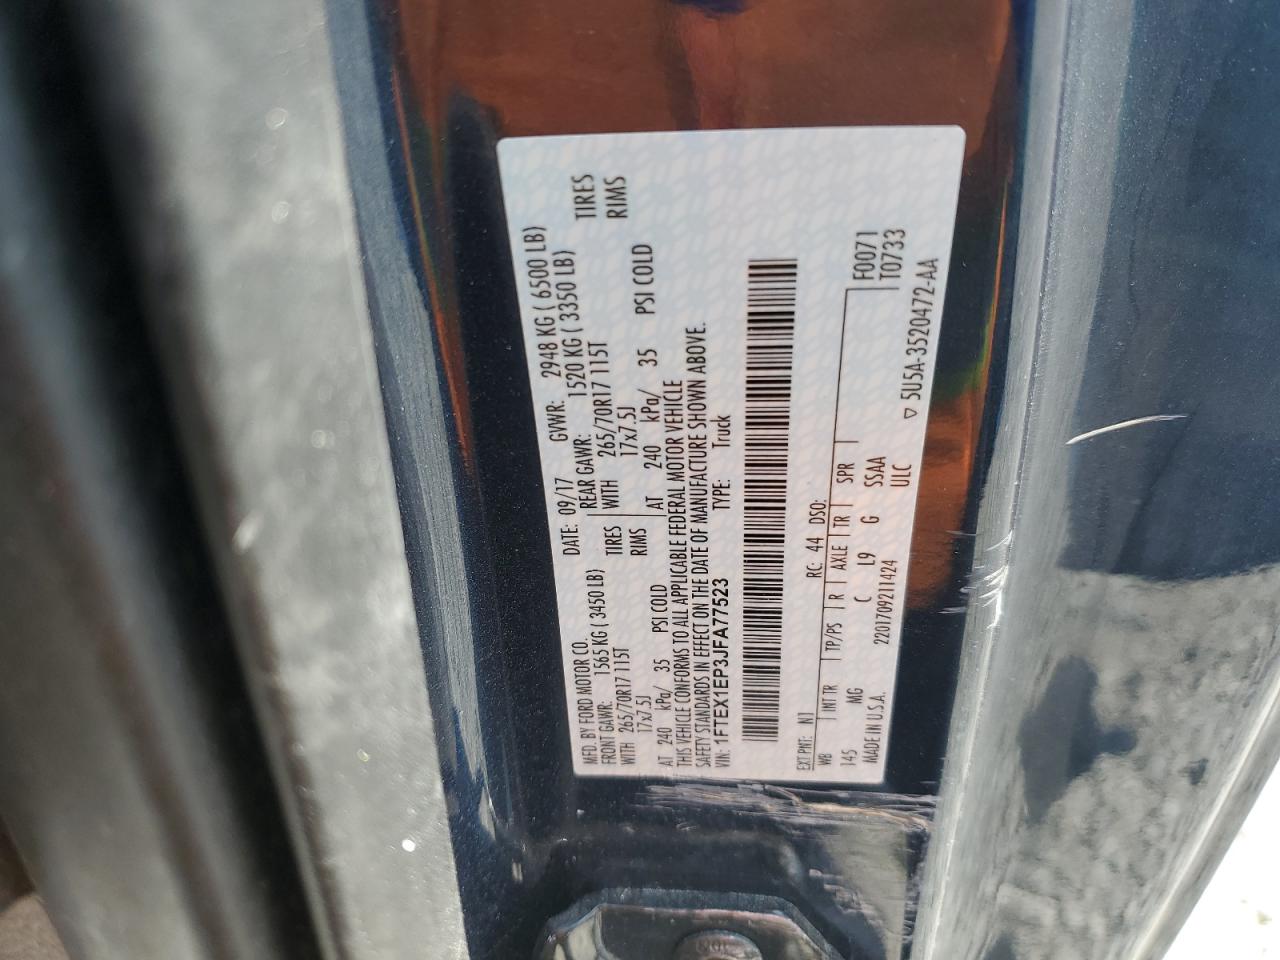 MFD. BY FORD MOTOR CO.
DATE: 09/17 GVWR: 2948 KG ( 6500 LB)
FRONT GAWR: 1565 KG ( 3450 LB) REAR GAWR: 1520 KG ( 3350 LB)
WITH 265/70R17 115T TIRES WITH 265/70R17 115T TIRES
17x7.5J RIMS 17x7.5J RIMS
AT 240 kPa/ 35 PSI COLD AT 240 kPa/ 35 PSI COLD
THIS VEHICLE CONFORMS TO ALL APPLICABLE FEDERAL MOTOR VEHICLE
SAFETY STANDARDS IN EFFECT ON THE DATE OF MANUFACTURE SHOWN ABOVE.
VIN: 1FTEX1EP3JFA77523 TYPE: Truck
EXT PNT: N1 RC: 44 DSO:
WB INT TR TP/PS R AXLE TR SPR F0071
145 MG C L9 G SSAA T0733
MADE IN U.S.A. 2201709211424 ULC
5U5A-3520472-AA